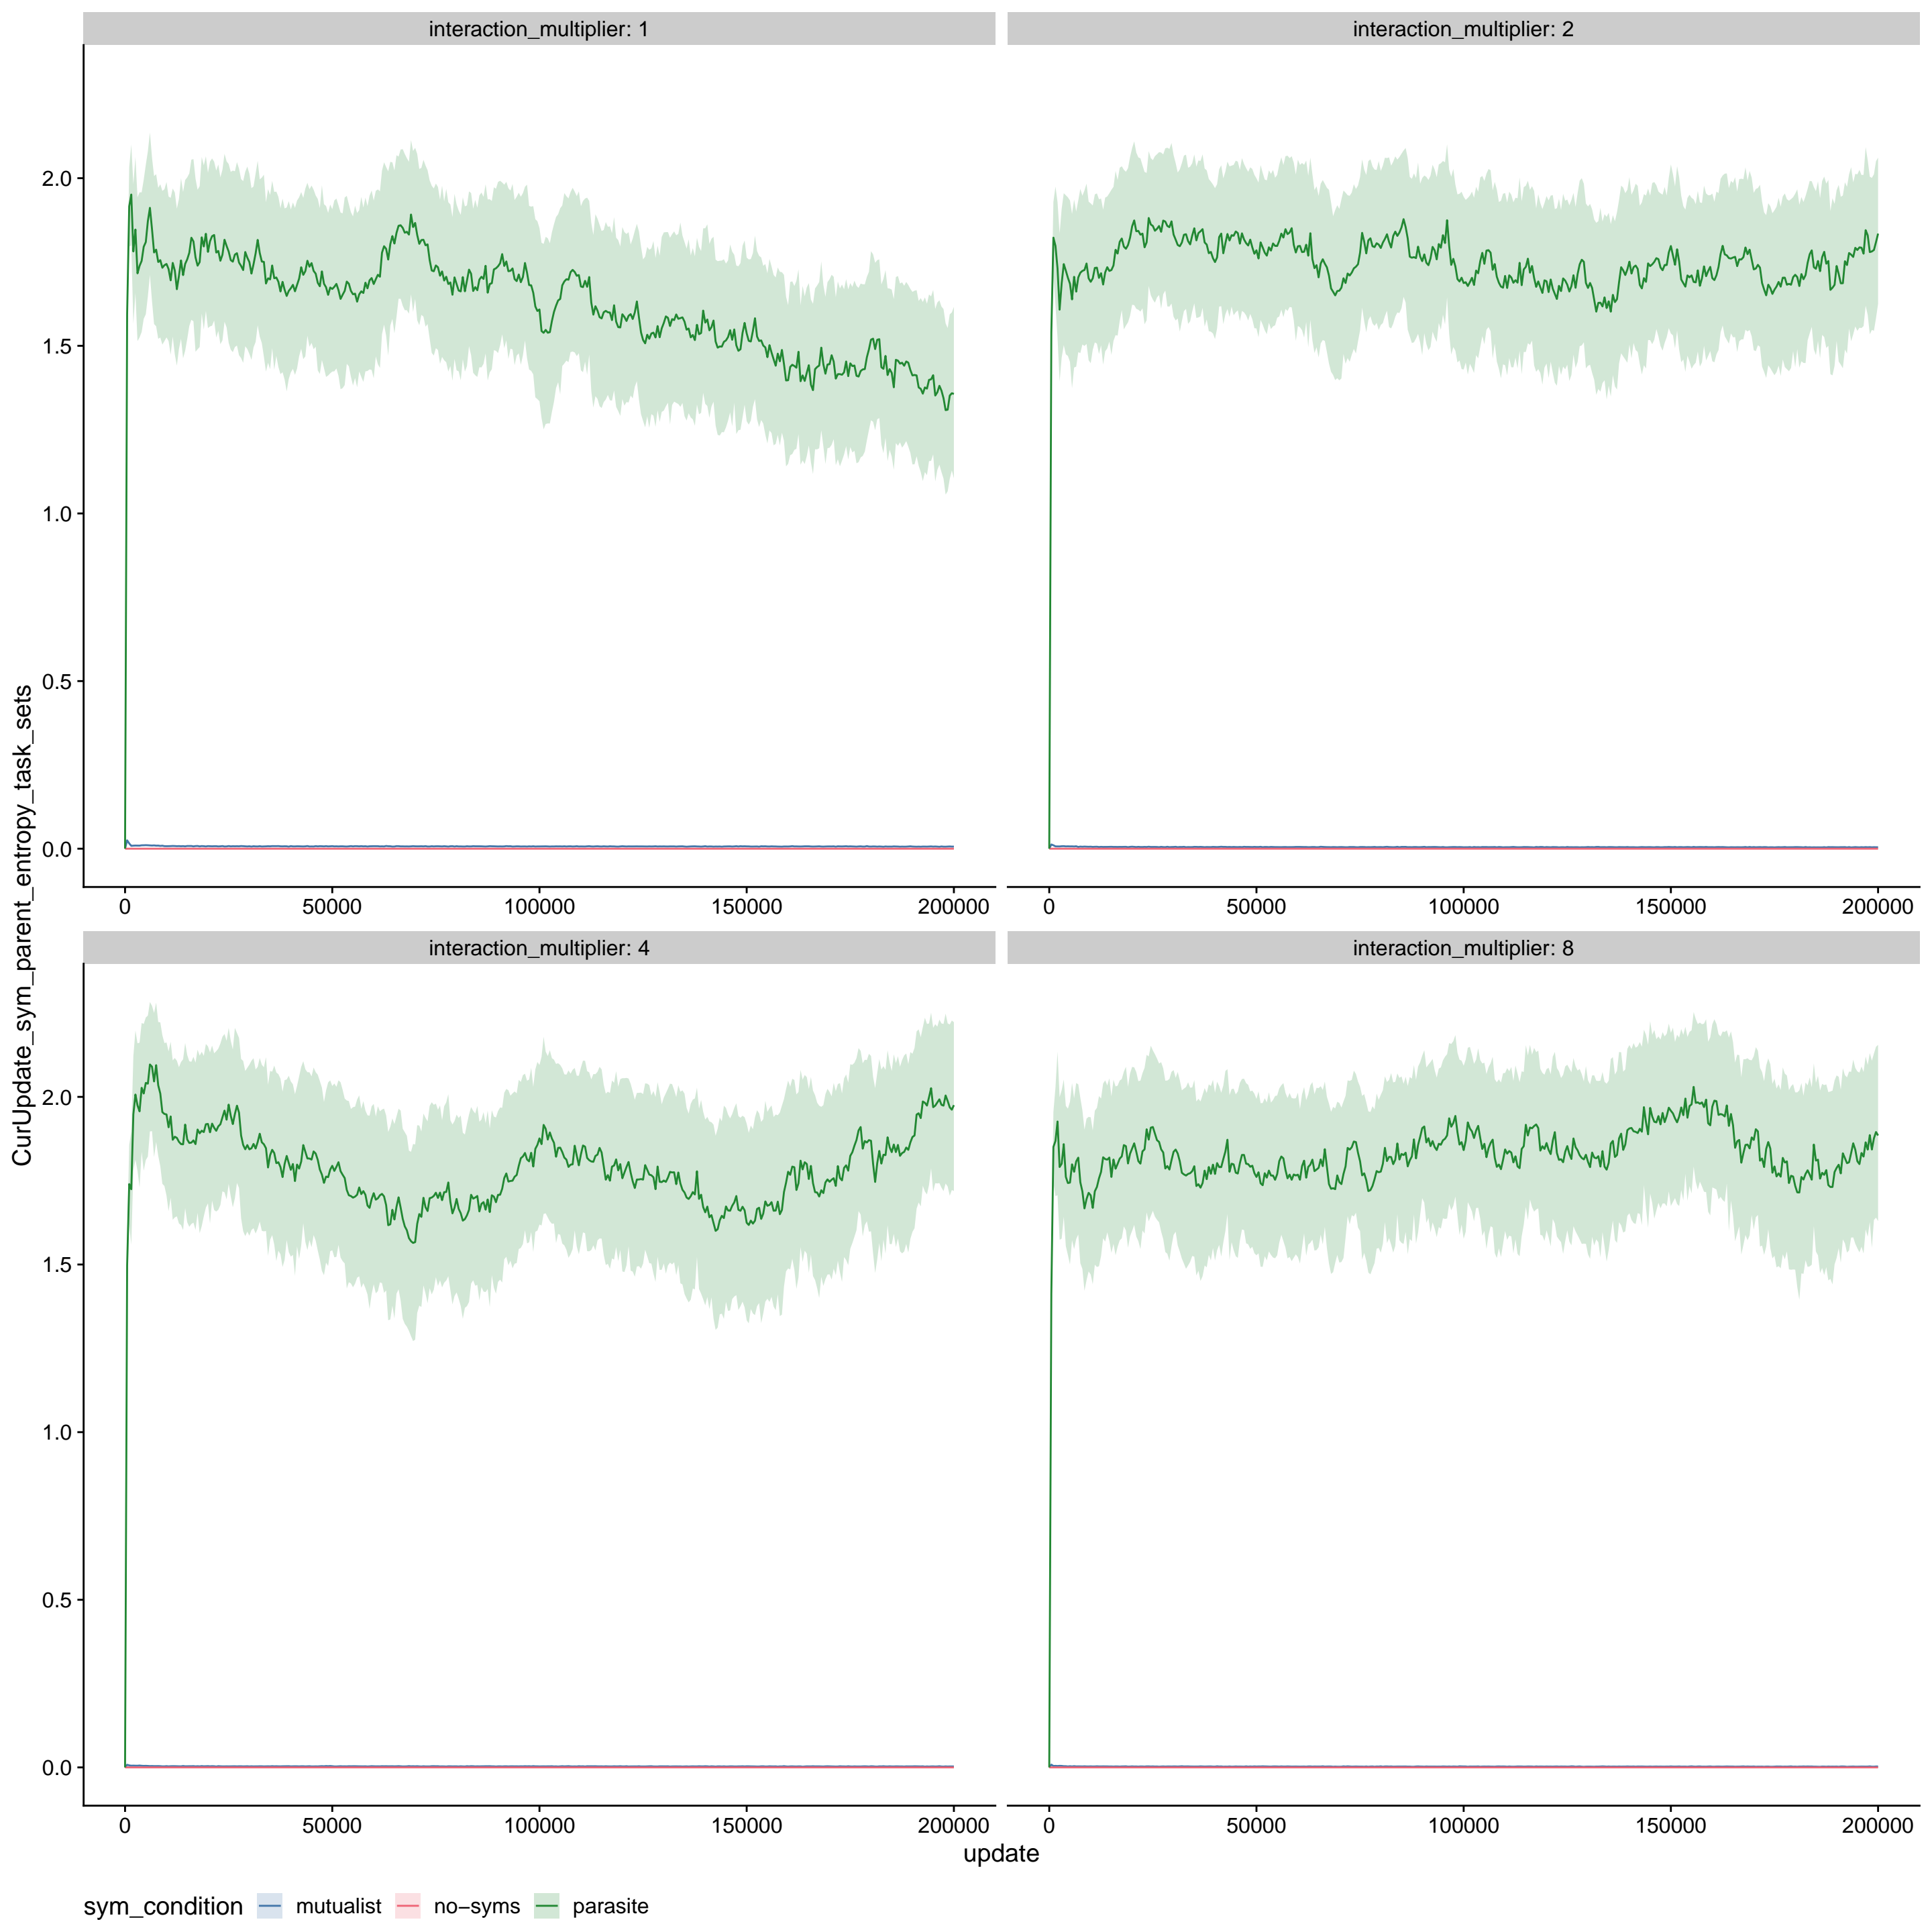 interaction_multiplier: 1
interaction_multiplier: 2
2.0
1.5
1.0
0.5
0.0
0 50000 100000 150000 200000
0 50000 100000 150000 200000
interaction_multiplier: 4
interaction_multiplier: 8
2.0
1.5
1.0
0.5
0.0
0 50000 100000 150000 200000
0 50000 100000 150000 200000
CurUpdate_sym_parent_entropy_task_sets
update
sym_condition mutualist no−syms parasite